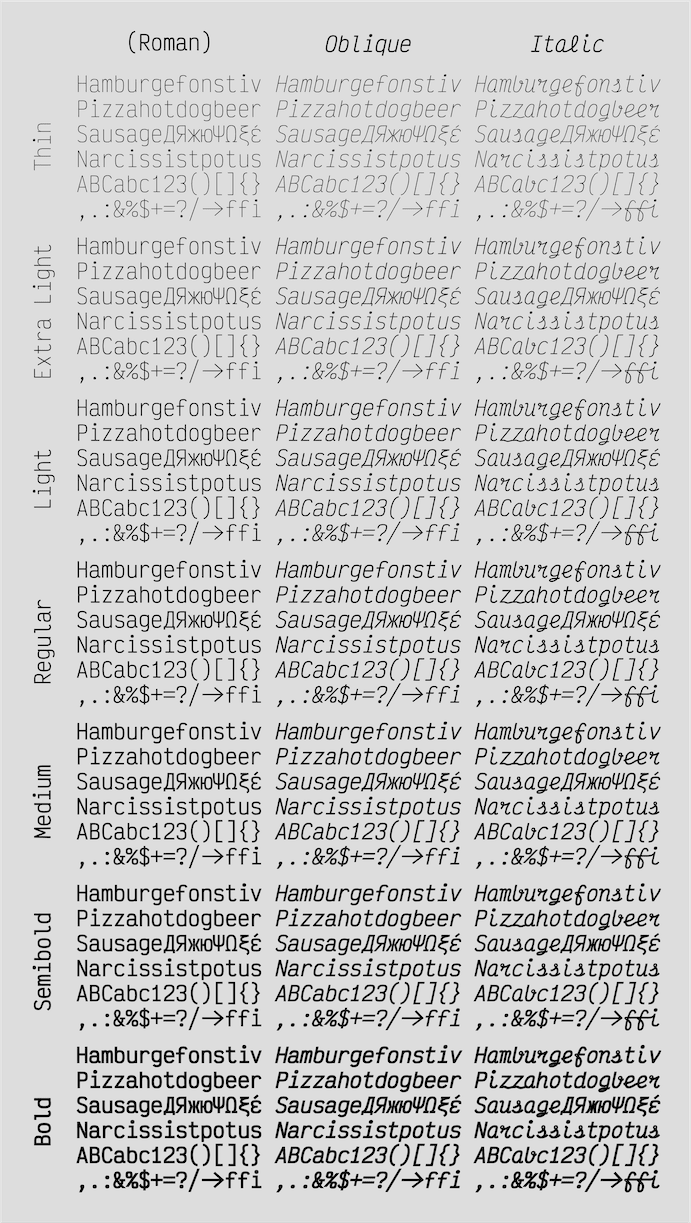 (Roman) Oblique Italic
Thin
Hamburgefonstiv Hamburgefonstiv Hamburgefonstiv
Pizzahotdogbeer Pizzahotdogbeer Pizzahotdogbeer
SausageДЯжюΨΩξέ SausageДЯжюΨΩξέ SausageДЯжюΨΩξέ
Narcissistpotus Narcissistpotus Narcissistpotus
ABCabc123()[]{} ABCabc123()[]{} ABCabc123()[]{}
,.:&%$+=?/→ffi ,.:&%$+=?/→ffi ,.:&%$+=?/→ffi
Extra Light
Hamburgefonstiv Hamburgefonstiv Hamburgefonstiv
Pizzahotdogbeer Pizzahotdogbeer Pizzahotdogbeer
SausageДЯжюΨΩξέ SausageДЯжюΨΩξέ SausageДЯжюΨΩξέ
Narcissistpotus Narcissistpotus Narcissistpotus
ABCabc123()[]{} ABCabc123()[]{} ABCabc123()[]{}
,.:&%$+=?/→ffi ,.:&%$+=?/→ffi ,.:&%$+=?/→ffi
Light
Hamburgefonstiv Hamburgefonstiv Hamburgefonstiv
Pizzahotdogbeer Pizzahotdogbeer Pizzahotdogbeer
SausageДЯжюΨΩξέ SausageДЯжюΨΩξέ SausageДЯжюΨΩξέ
Narcissistpotus Narcissistpotus Narcissistpotus
ABCabc123()[]{} ABCabc123()[]{} ABCabc123()[]{}
,.:&%$+=?/→ffi ,.:&%$+=?/→ffi ,.:&%$+=?/→ffi
Regular
Hamburgefonstiv Hamburgefonstiv Hamburgefonstiv
Pizzahotdogbeer Pizzahotdogbeer Pizzahotdogbeer
SausageДЯжюΨΩξέ SausageДЯжюΨΩξέ SausageДЯжюΨΩξέ
Narcissistpotus Narcissistpotus Narcissistpotus
ABCabc123()[]{} ABCabc123()[]{} ABCabc123()[]{}
,.:&%$+=?/→ffi ,.:&%$+=?/→ffi ,.:&%$+=?/→ffi
Medium
Hamburgefonstiv Hamburgefonstiv Hamburgefonstiv
Pizzahotdogbeer Pizzahotdogbeer Pizzahotdogbeer
SausageДЯжюΨΩξέ SausageДЯжюΨΩξέ SausageДЯжюΨΩξέ
Narcissistpotus Narcissistpotus Narcissistpotus
ABCabc123()[]{} ABCabc123()[]{} ABCabc123()[]{}
,.:&%$+=?/→ffi ,.:&%$+=?/→ffi ,.:&%$+=?/→ffi
Semibold
Hamburgefonstiv Hamburgefonstiv Hamburgefonstiv
Pizzahotdogbeer Pizzahotdogbeer Pizzahotdogbeer
SausageДЯжюΨΩξέ SausageДЯжюΨΩξέ SausageДЯжюΨΩξέ
Narcissistpotus Narcissistpotus Narcissistpotus
ABCabc123()[]{} ABCabc123()[]{} ABCabc123()[]{}
,.:&%$+=?/→ffi ,.:&%$+=?/→ffi ,.:&%$+=?/→ffi
Bold
Hamburgefonstiv Hamburgefonstiv Hamburgefonstiv
Pizzahotdogbeer Pizzahotdogbeer Pizzahotdogbeer
SausageДЯжюΨΩξέ SausageДЯжюΨΩξέ SausageДЯжюΨΩξέ
Narcissistpotus Narcissistpotus Narcissistpotus
ABCabc123()[]{} ABCabc123()[]{} ABCabc123()[]{}
,.:&%$+=?/→ffi ,.:&%$+=?/→ffi ,.:&%$+=?/→ffi